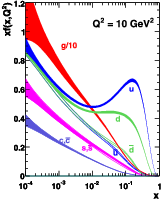 xf(x,Q²)
1.2
1
0.8
0.6
0.4
0.2
0
Q² = 10 GeV²
g/10
u
d
c,c̄
s,s̄
ū
d̄
10⁻⁴
10⁻³
10⁻²
10⁻¹
1
x